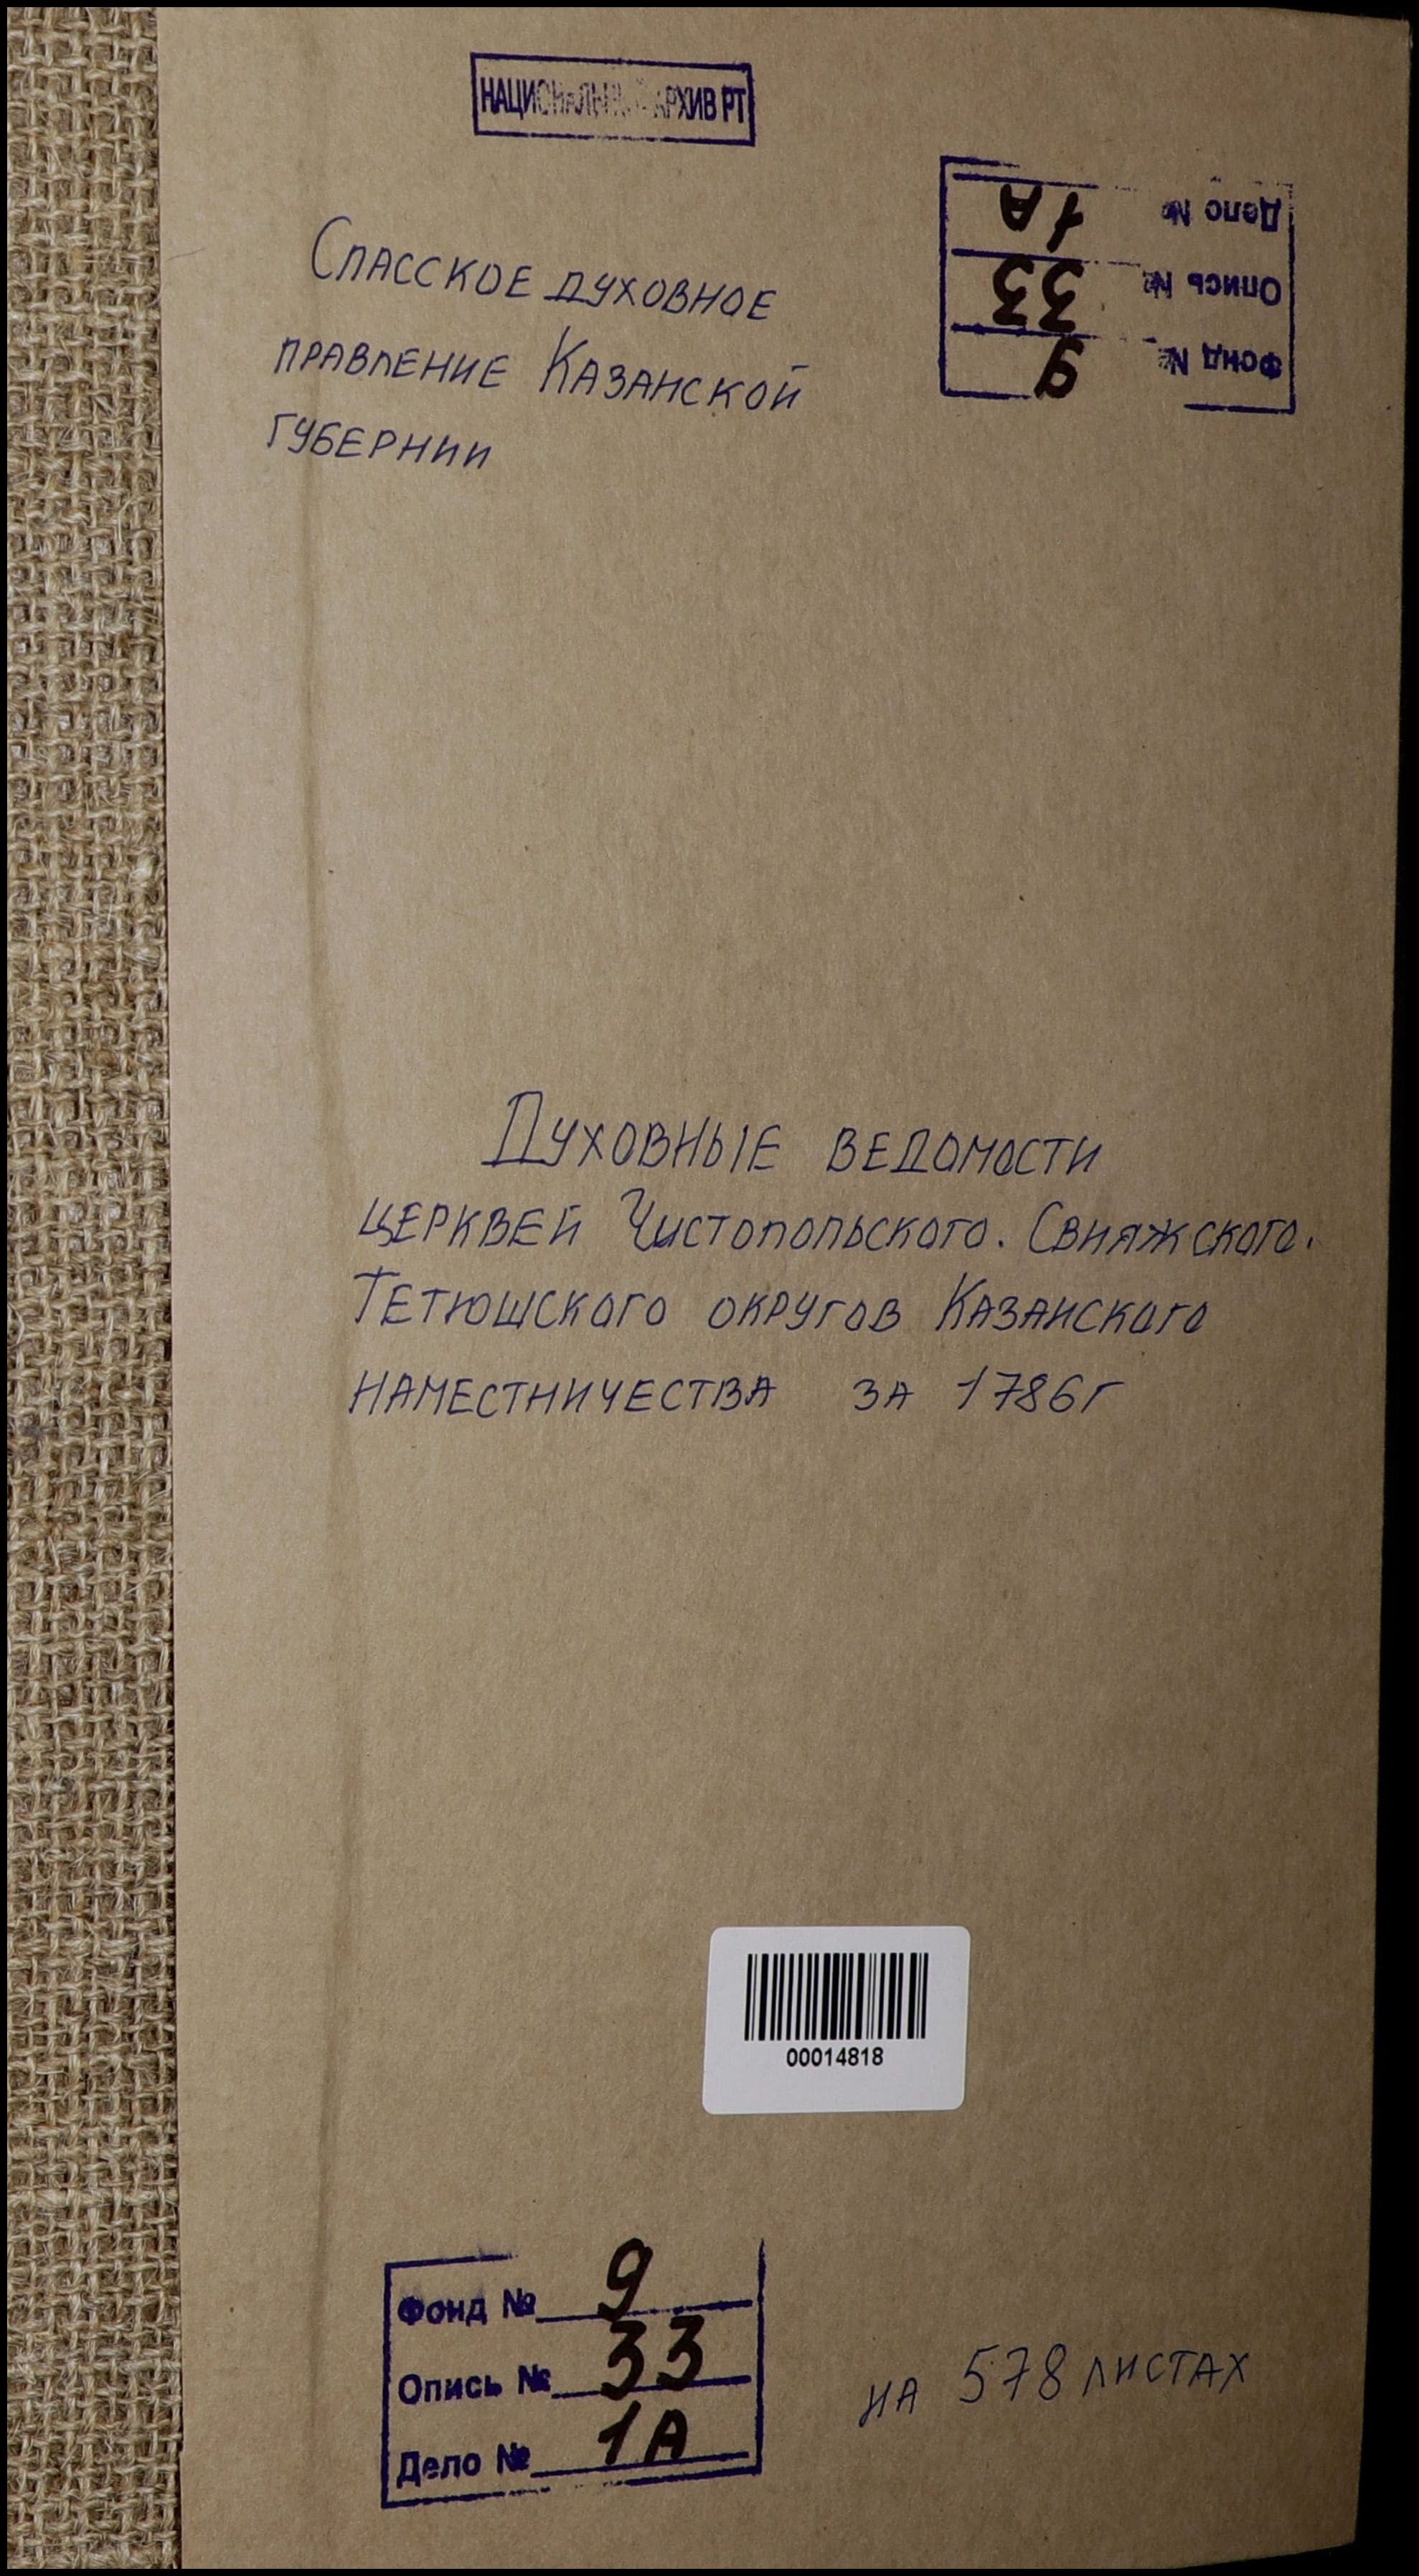 НАЦИОНАЛЬНЫЙ АРХИВ РТ
Дело № 1А
Опись № 33
Фонд № 9
Спасское духовное
правление Казанской
губернии
Духовные ведомости
церквей Чистопольского. Свияжского.
Тетюшского округов Казанского
наместничества за 1786г
00014818
Фонд № 9
Опись № 33
Дело № 1А
на 578 листах